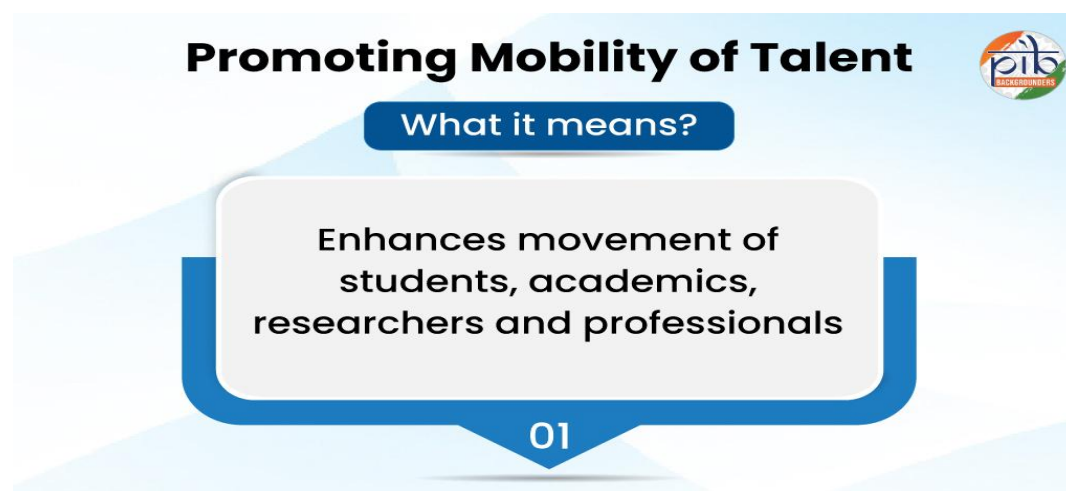 Promoting Mobility of Talent
pib
BACKGROUNDERS
What it means?
Enhances movement of
students, academics,
researchers and professionals
01